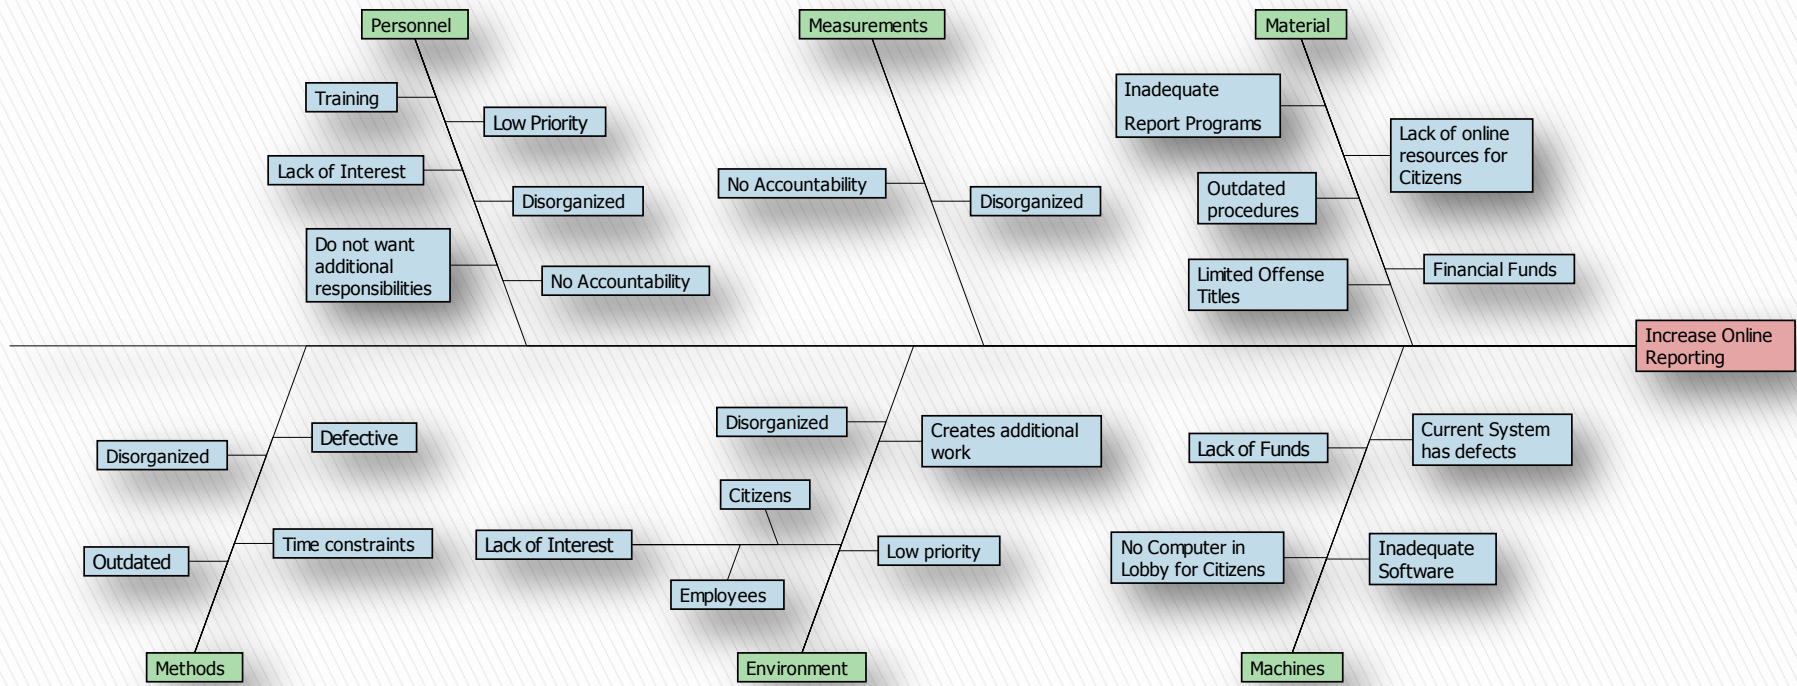 Personnel
Measurements
Material
Training
Low Priority
Lack of Interest
Disorganized
Do not want
additional
responsibilities
No Accountability
No Accountability
Disorganized
Inadequate
Report Programs
Lack of online
resources for
Citizens
Outdated
procedures
Limited Offense
Titles
Financial Funds
Increase Online
Reporting
Disorganized
Defective
Outdated
Time constraints
Disorganized
Creates additional
work
Citizens
Lack of Interest
Employees
Low priority
Lack of Funds
Current System
has defects
No Computer in
Lobby for Citizens
Inadequate
Software
Methods
Environment
Machines